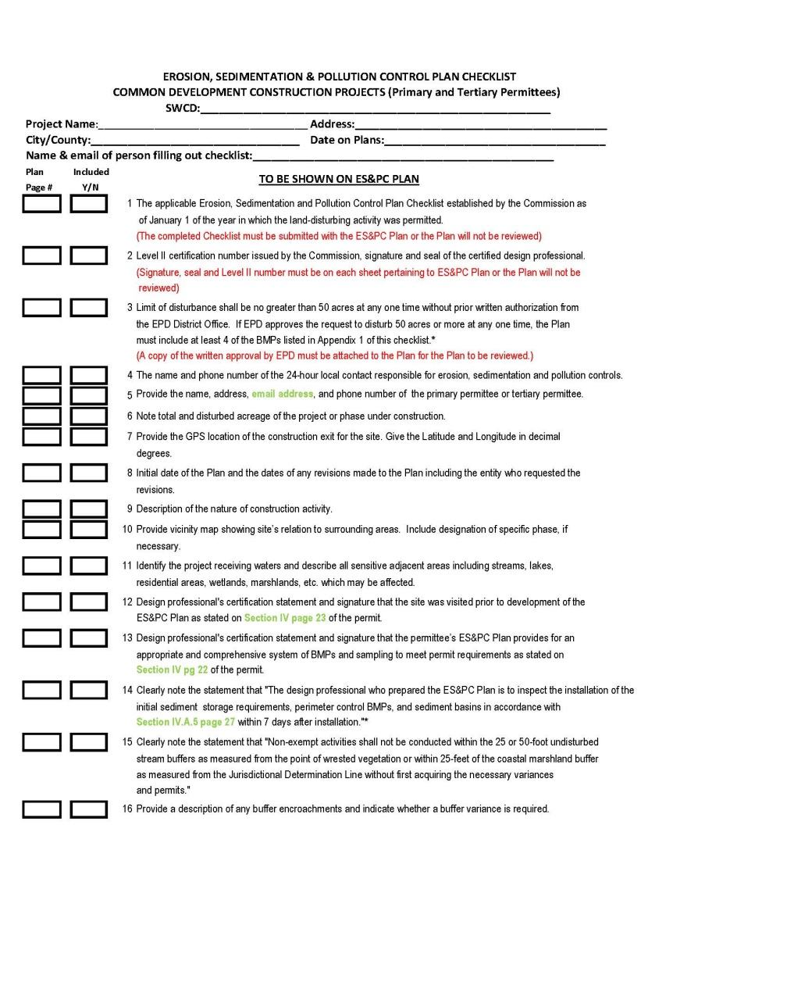 EROSION, SEDIMENTATION & POLLUTION CONTROL PLAN CHECKLIST
COMMON DEVELOPMENT CONSTRUCTION PROJECTS (Primary and Tertiary Permittees)
SWCD:
Project Name: Address:
City/County: Date on Plans:
Name & email of person filling out checklist:
Plan Included
Page # Y/N
TO BE SHOWN ON ES&PC PLAN
1 The applicable Erosion, Sedimentation and Pollution Control Plan Checklist established by the Commission as
of January 1 of the year in which the land-disturbing activity was permitted.
(The completed Checklist must be submitted with the ES&PC Plan or the Plan will not be reviewed)
2 Level II certification number issued by the Commission, signature and seal of the certified design professional.
(Signature, seal and Level II number must be on each sheet pertaining to ES&PC Plan or the Plan will not be
reviewed)
3 Limit of disturbance shall be no greater than 50 acres at any one time without prior written authorization from
the EPD District Office. If EPD approves the request to disturb 50 acres or more at any one time, the Plan
must include at least 4 of the BMPs listed in Appendix 1 of this checklist.*
(A copy of the written approval by EPD must be attached to the Plan for the Plan to be reviewed.)
4 The name and phone number of the 24-hour local contact responsible for erosion, sedimentation and pollution controls.
5 Provide the name, address, email address, and phone number of the primary permittee or tertiary permittee.
6 Note total and disturbed acreage of the project or phase under construction.
7 Provide the GPS location of the construction exit for the site. Give the Latitude and Longitude in decimal
degrees.
8 Initial date of the Plan and the dates of any revisions made to the Plan including the entity who requested the
revisions.
9 Description of the nature of construction activity.
10 Provide vicinity map showing site's relation to surrounding areas. Include designation of specific phase, if
necessary.
11 Identify the project receiving waters and describe all sensitive adjacent areas including streams, lakes,
residential areas, wetlands, marshlands, etc. which may be affected.
12 Design professional's certification statement and signature that the site was visited prior to development of the
ES&PC Plan as stated on Section IV page 23 of the permit.
13 Design professional's certification statement and signature that the permittee's ES&PC Plan provides for an
appropriate and comprehensive system of BMPs and sampling to meet permit requirements as stated on
Section IV pg 22 of the permit.
14 Clearly note the statement that "The design professional who prepared the ES&PC Plan is to inspect the installation of the
initial sediment storage requirements, perimeter control BMPs, and sediment basins in accordance with
Section IV.A.5 page 27 within 7 days after installation."*
15 Clearly note the statement that "Non-exempt activities shall not be conducted within the 25 or 50-foot undisturbed
stream buffers as measured from the point of wrested vegetation or within 25-feet of the coastal marshland buffer
as measured from the Jurisdictional Determination Line without first acquiring the necessary variances
and permits."
16 Provide a description of any buffer encroachments and indicate whether a buffer variance is required.